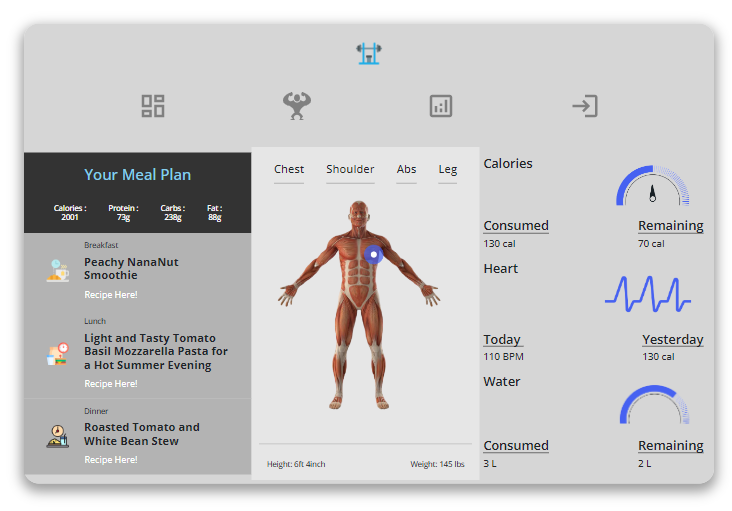 Your Meal Plan
Calories : Protein : Carbs : Fat :
2001 73g 238g 88g
Breakfast
Peachy NanaNut
Smoothie
Recipe Here!
Lunch
Light and Tasty Tomato
Basil Mozzarella Pasta for
a Hot Summer Evening
Recipe Here!
Dinner
Roasted Tomato and
White Bean Stew
Recipe Here!
Chest Shoulder Abs Leg
Height: 6ft 4inch Weight: 145 lbs
Calories
Consumed Remaining
130 cal 70 cal
Heart
Today Yesterday
110 BPM 130 cal
Water
Consumed Remaining
3 L 2 L